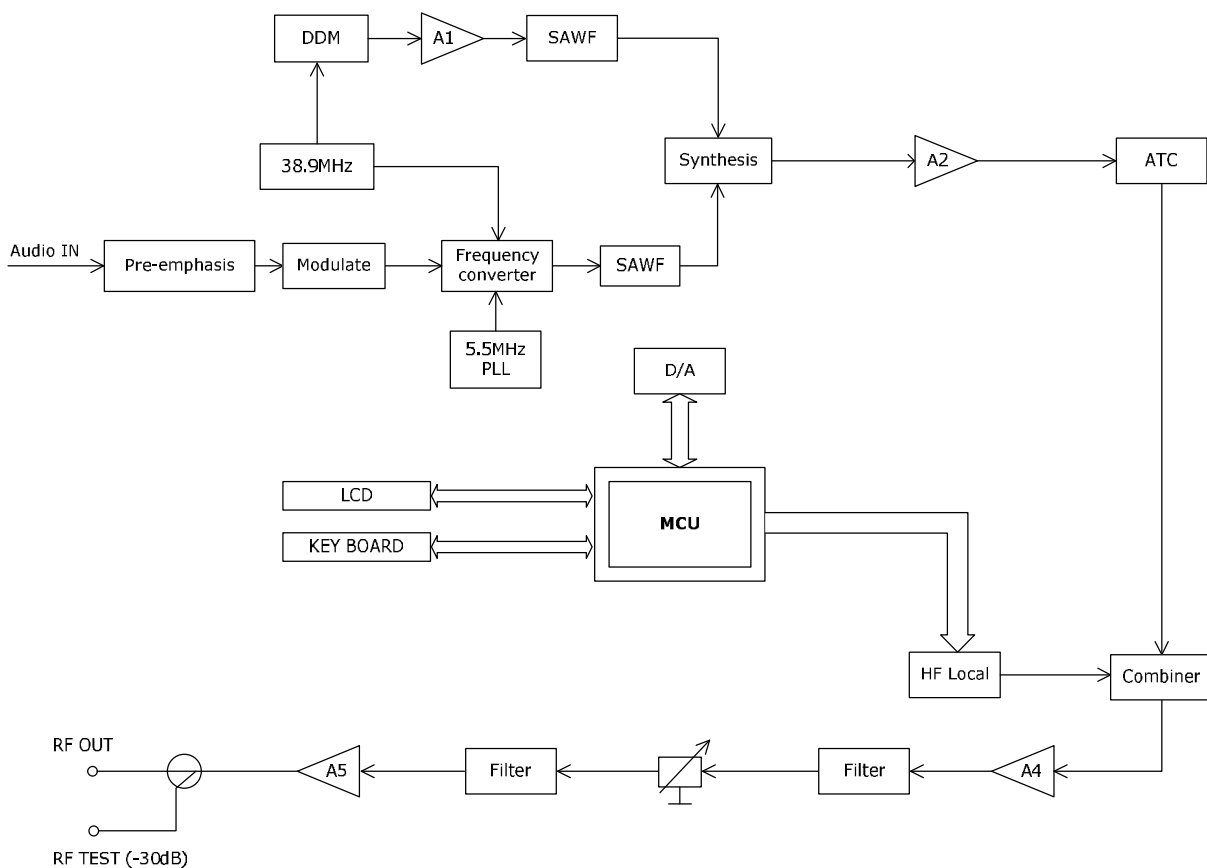 DDM
A1
SAWF
38.9MHz
Synthesis
A2
ATC
Audio IN
Pre-emphasis
Modulate
Frequency
converter
SAWF
5.5MHz
PLL
D/A
LCD
MCU
KEY BOARD
HF Local
Combiner
RF OUT
A5
Filter
Filter
A4
RF TEST (-30dB)